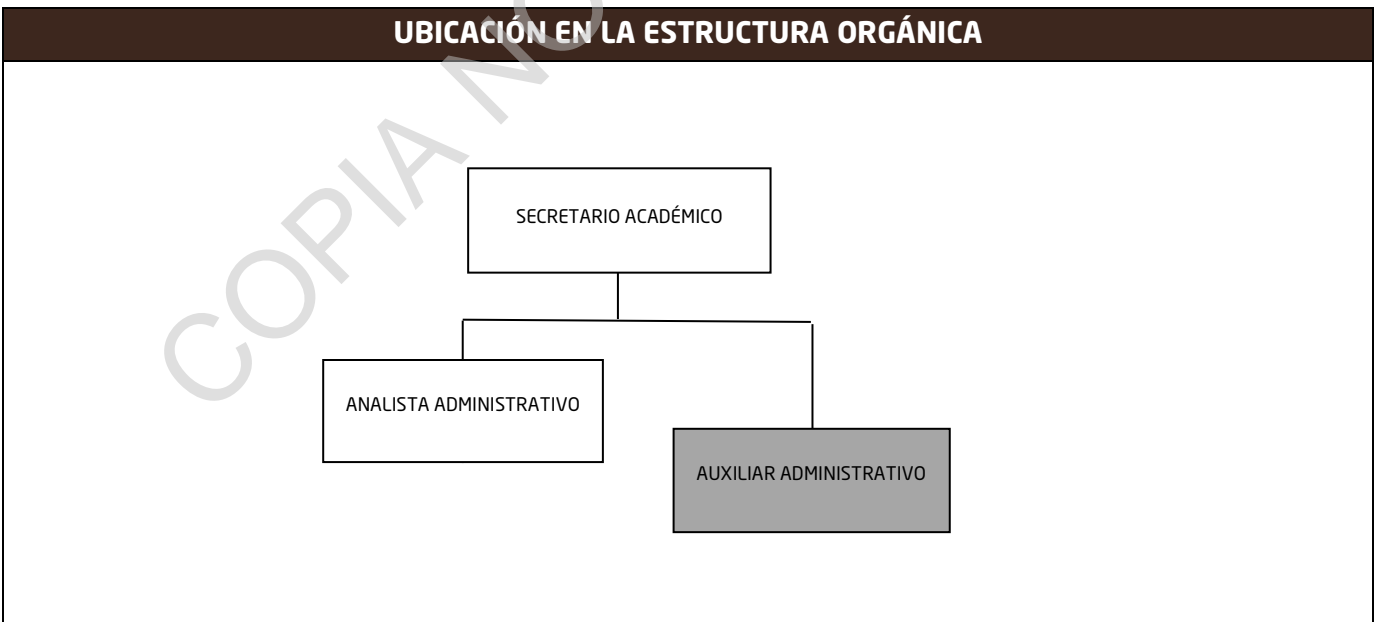 UBICACIÓN EN LA ESTRUCTURA ORGÁNICA
SECRETARIO ACADÉMICO
ANALISTA ADMINISTRATIVO
AUXILIAR ADMINISTRATIVO
COPIA NO